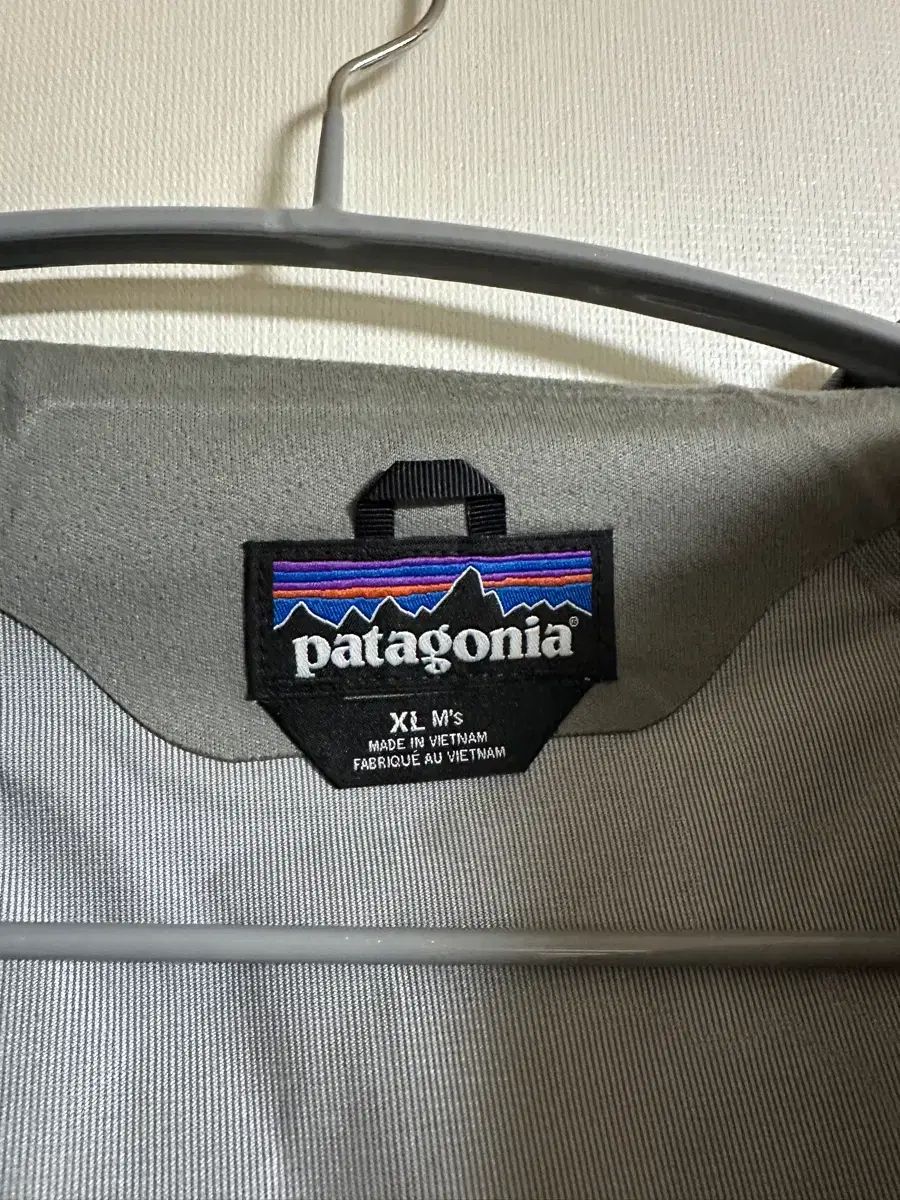 patagonia®
XL M's
MADE IN VIETNAM
FABRIQUÉ AU VIETNAM